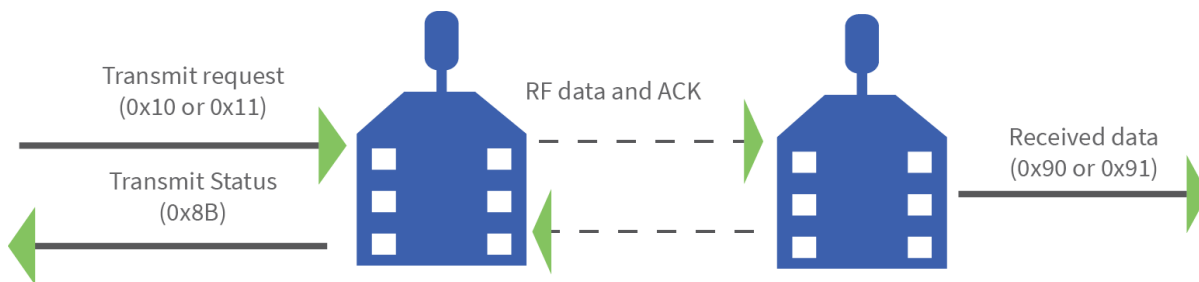 Transmit request
(0x10 or 0x11)
RF data and ACK
Received data
(0x90 or 0x91)
Transmit Status
(0x8B)